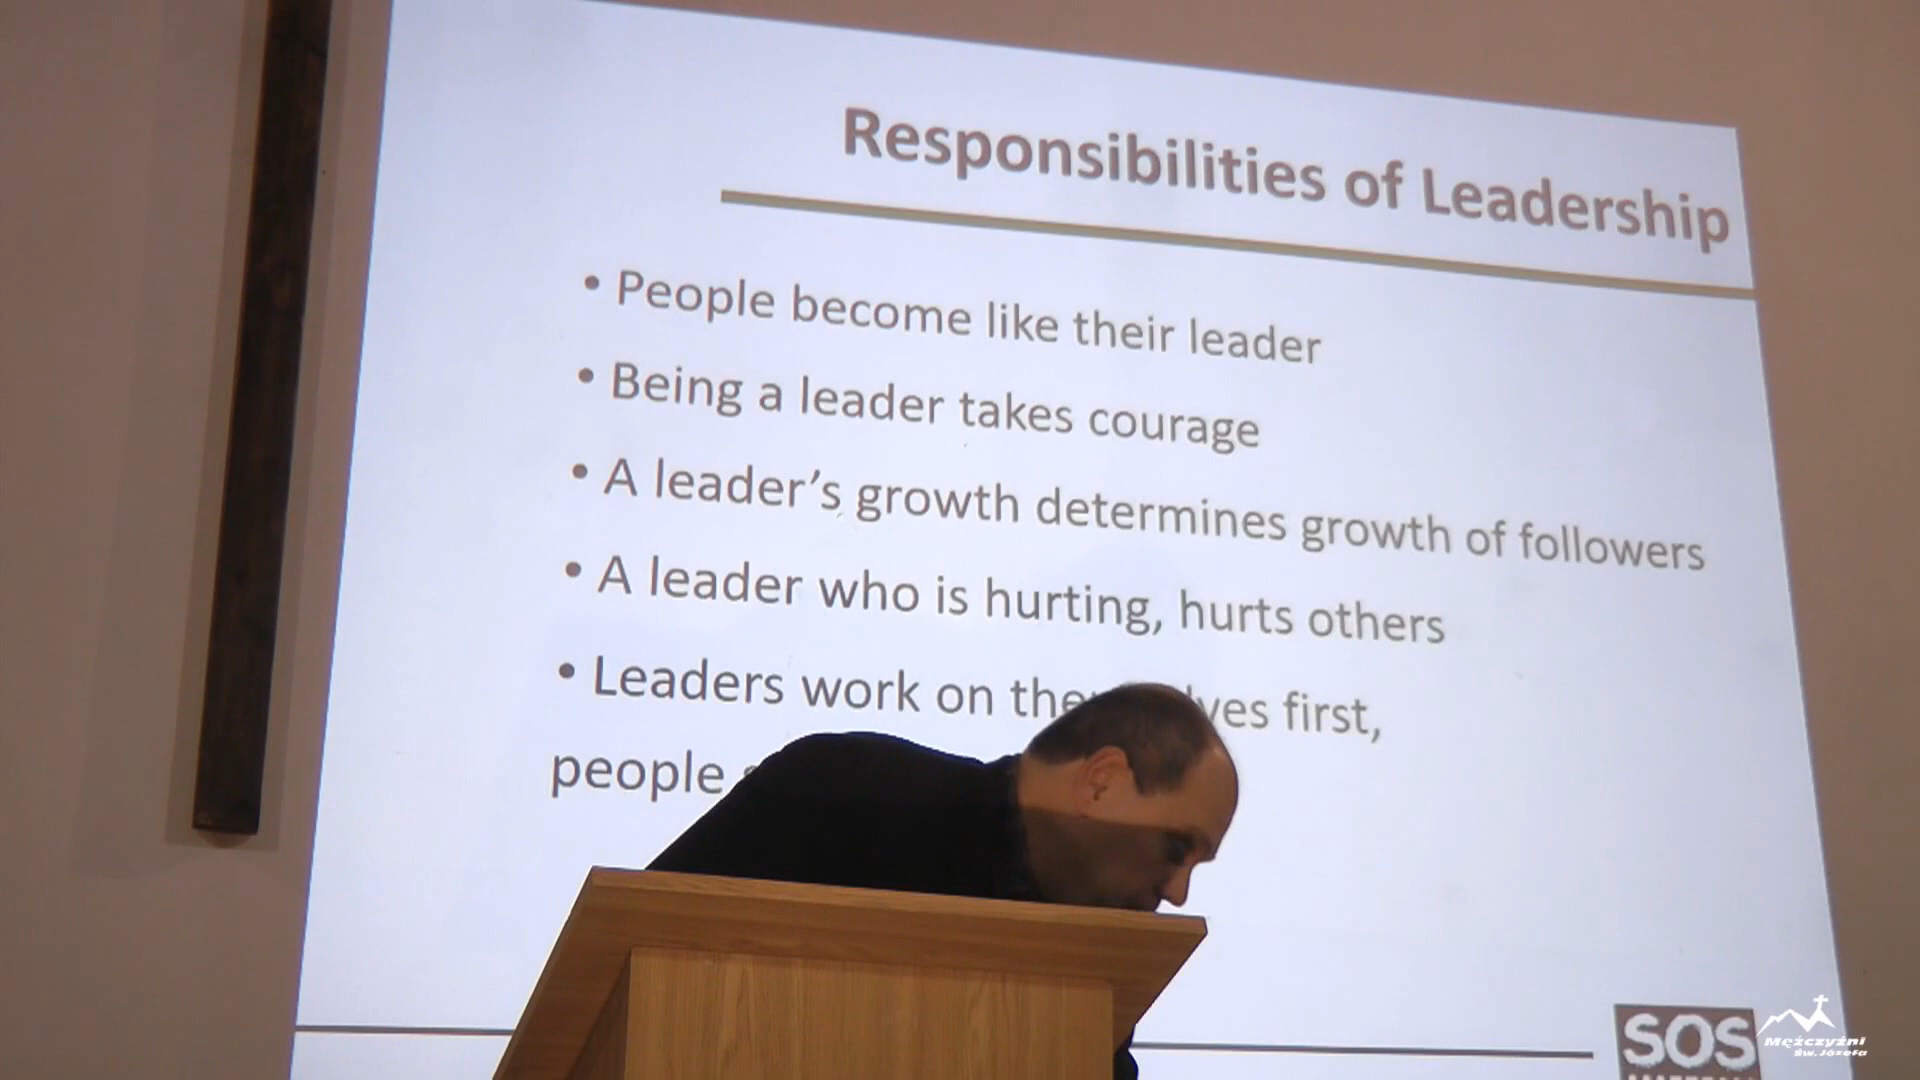 Responsibilities of Leadership
• People become like their leader
• Being a leader takes courage
• A leader's growth determines growth of followers
• A leader who is hurting, hurts others
• Leaders work on first,
people
SOS
Mężczyźni
Św. Józefa